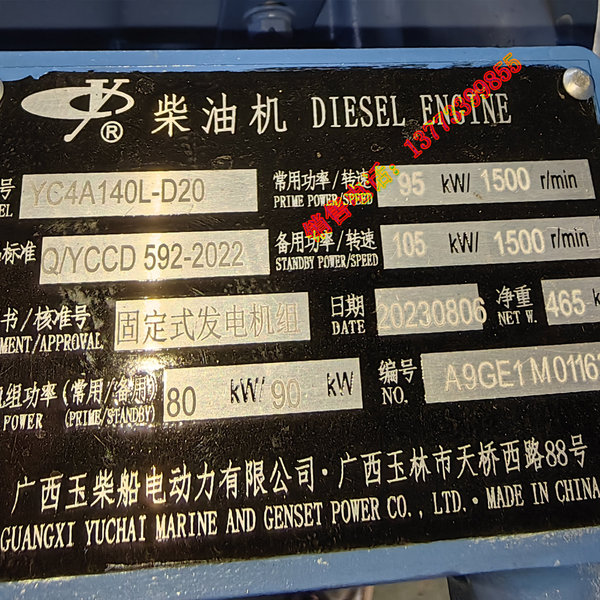 ® 柴油机 DIESEL ENGINE
号 YC4A140L-D20 常用功率/转速 95 kW/ 1500 r/min
EL PRIME POWER/SPEED
标准 Q/YCCD 592-2022 备用功率/转速 105 kW/ 1500 r/min
STANDBY POWER/SPEED
书/核准号 固定式发电机组 日期 20230806 净重 465 k
MENT/APPROVAL DATE NET W.
组功率(常用/备用) 80 kW/ 90 kW 编号 A9GE1M01161
POWER (PRIME/STANDBY) NO.
广西玉柴船电动力有限公司·广西玉林市天桥西路88号
GUANGXI YUCHAI MARINE AND GENSET POWER CO., LTD. · MADE IN CHINA